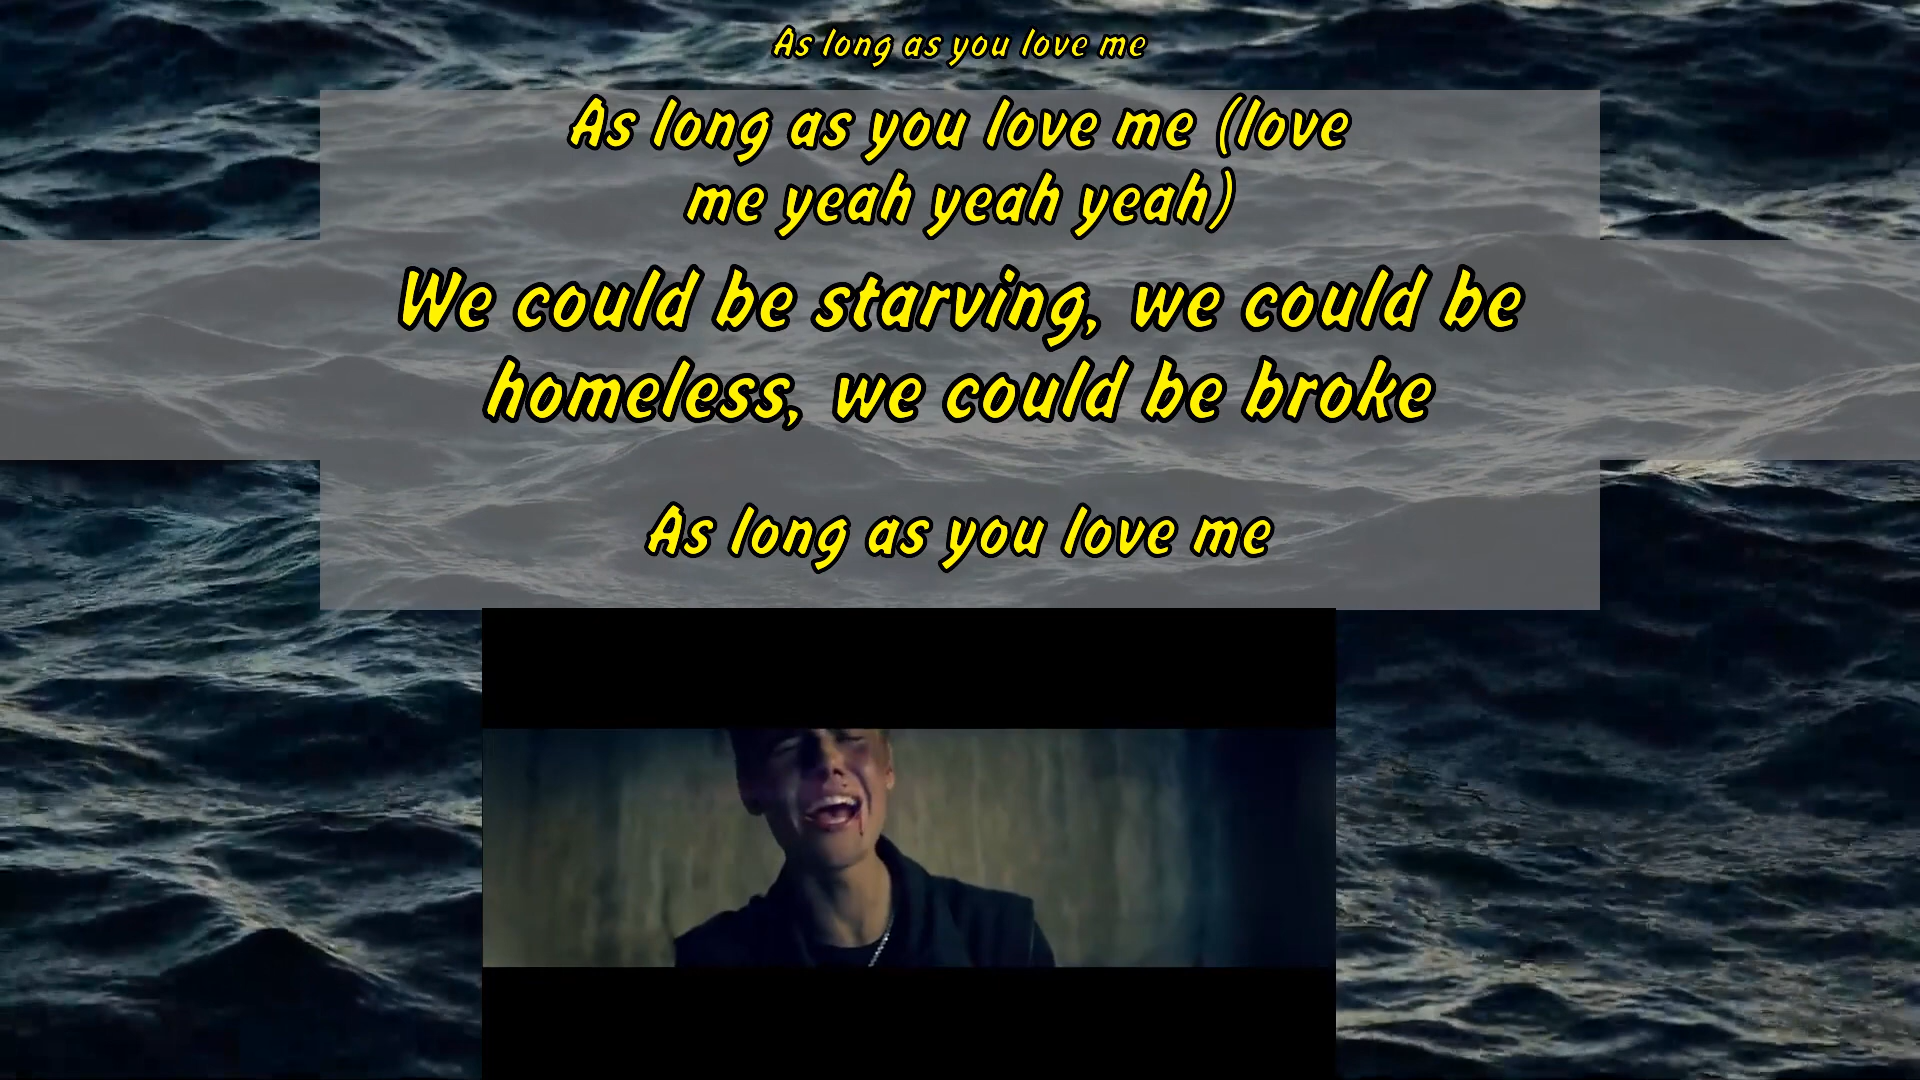 As long as you love me
As long as you love me (love
me yeah yeah yeah)
We could be starving, we could be
homeless, we could be broke
As long as you love me